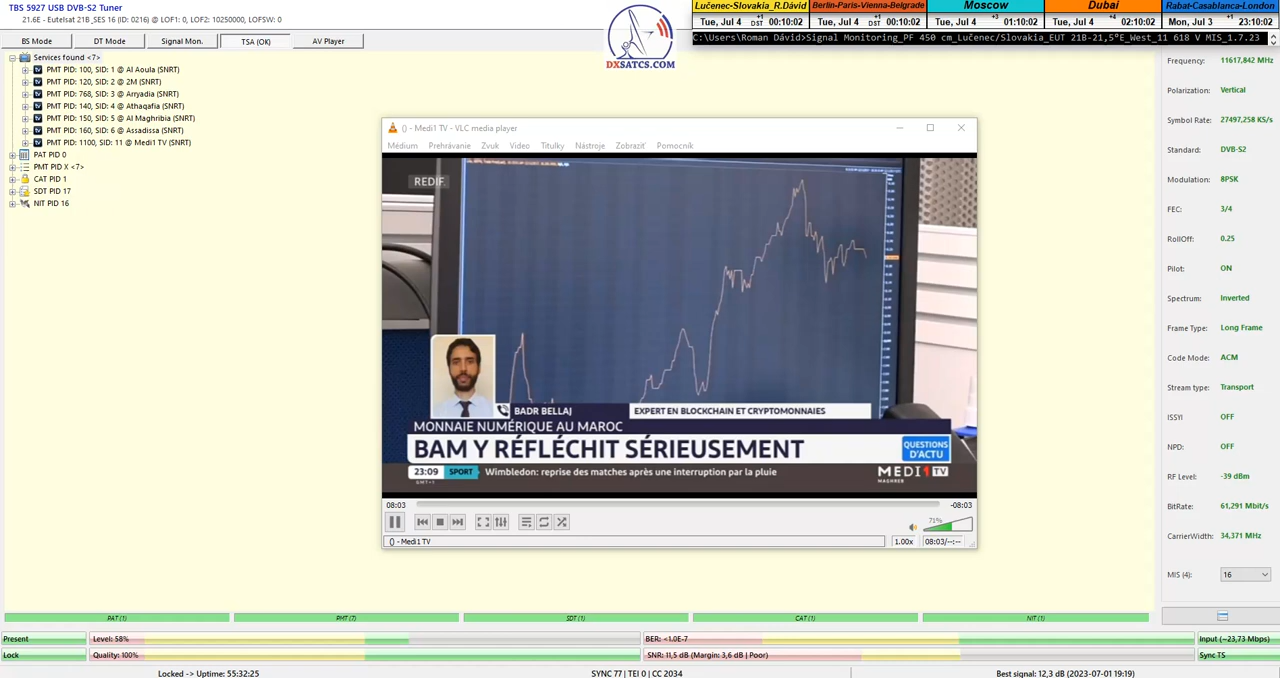 TBS 5927 USB DVB-S2 Tuner
21.6E - Eutelsat 21B_SES 16 (ID: 0216) @ LOF1: 0, LOF2: 10250000, LOFSW: 0
BS Mode
DT Mode
Signal Mon.
TSA (OK)
AV Player
DXSATCS.COM
Lučenec-Slovakia_R.Dávid
Berlin-Paris-Vienna-Belgrade
Moscow
Dubai
Rabat-Casablanca-London
Tue, Jul 4 +1 DST 00:10:02
Tue, Jul 4 +1 DST 00:10:02
Tue, Jul 4 +3 01:10:02
Tue, Jul 4 +4 02:10:02
Mon, Jul 3 +1 23:10:02
C:\Users\Roman Dávid>Signal Monitoring_PF 450 cm_Lučenec/Slovakia_EUT 21B-21,5°E_West_11 618 V MIS_1.7.23
Services found <7>
PMT PID: 100, SID: 1 @ Al Aoula (SNRT)
PMT PID: 120, SID: 2 @ 2M (SNRT)
PMT PID: 768, SID: 3 @ Arryadia (SNRT)
PMT PID: 140, SID: 4 @ Athaqafia (SNRT)
PMT PID: 150, SID: 5 @ Al Maghribia (SNRT)
PMT PID: 160, SID: 6 @ Assadissa (SNRT)
PMT PID: 1100, SID: 11 @ Medi1 TV (SNRT)
PAT PID 0
PMT PID X <7>
CAT PID 1
SDT PID 17
NIT PID 16
() - Medi1 TV - VLC media player
Médium
Prehrávanie
Zvuk
Video
Titulky
Nástroje
Zobraziť
Pomocník
REDIF.
BADR BELLAJ
EXPERT EN BLOCKCHAIN ET CRYPTOMONNAIES
MONNAIE NUMÉRIQUE AU MAROC
BAM Y RÉFLÉCHIT SÉRIEUSEMENT
QUESTIONS
D'ACTU
23:09
GMT+1
SPORT
Wimbledon: reprise des matches après une interruption par la pluie
MEDI1TV
MAGHREB
08:03
-08:03
71%
() - Medi1 TV
1.00x
08:03/--:--
Frequency: 11617,842 MHz
Polarization: Vertical
Symbol Rate: 27497,258 KS/s
Standard: DVB-S2
Modulation: 8PSK
FEC: 3/4
RollOff: 0.25
Pilot: ON
Spectrum: Inverted
Frame Type: Long Frame
Code Mode: ACM
Stream type: Transport
ISSYI OFF
NPD: OFF
RF Level: -39 dBm
BitRate: 61,291 Mbit/s
CarrierWidth: 34,371 MHz
MIS (4): 16
PAT (1)
PMT (7)
SDT (1)
CAT (1)
NIT (1)
Present
Level: 58%
BER: <1.0E-7
Input (~23,73 Mbps)
Lock
Quality: 100%
SNR: 11,5 dB (Margin: 3,6 dB | Poor)
Sync TS
Locked -> Uptime: 55:32:25
SYNC 77 | TEI 0 | CC 2034
Best signal: 12,3 dB (2023-07-01 19:19)